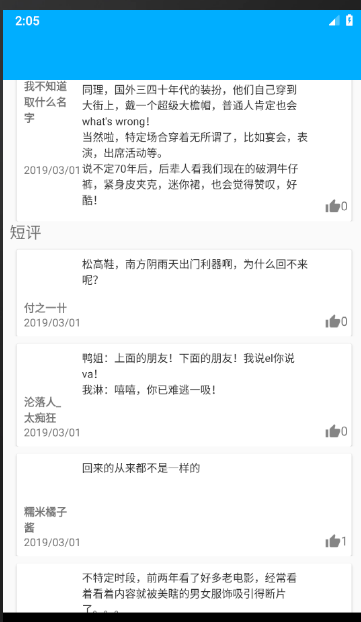 2:05
我不知道
取什么名
字
2019/03/01
同理，国外三四十年代的装扮，他们自己穿到
大街上，戴一个超级大檐帽，普通人肯定也会
what's wrong！
当然啦，特定场合穿着无所谓了，比如宴会，表
演，出席活动等。
说不定70年后，后辈人看我们现在的破洞牛仔
裤，紧身皮夹克，迷你裙，也会觉得赞叹，好
酷！
0
短评
松高鞋，南方阴雨天出门利器啊，为什么回不来
呢？
付之一卄
2019/03/01
0
鸭姐：上面的朋友！下面的朋友！我说el你说
va！
我淋：嘻嘻，你已难逃一吸！
沦落人_
太痴狂
2019/03/01
0
回来的从来都不是一样的
糯米橘子
酱
2019/03/01
1
不特定时段，前两年看了好多老电影，经常看
着看着内容就被美瞎的男女服饰吸引得断片
了。。。